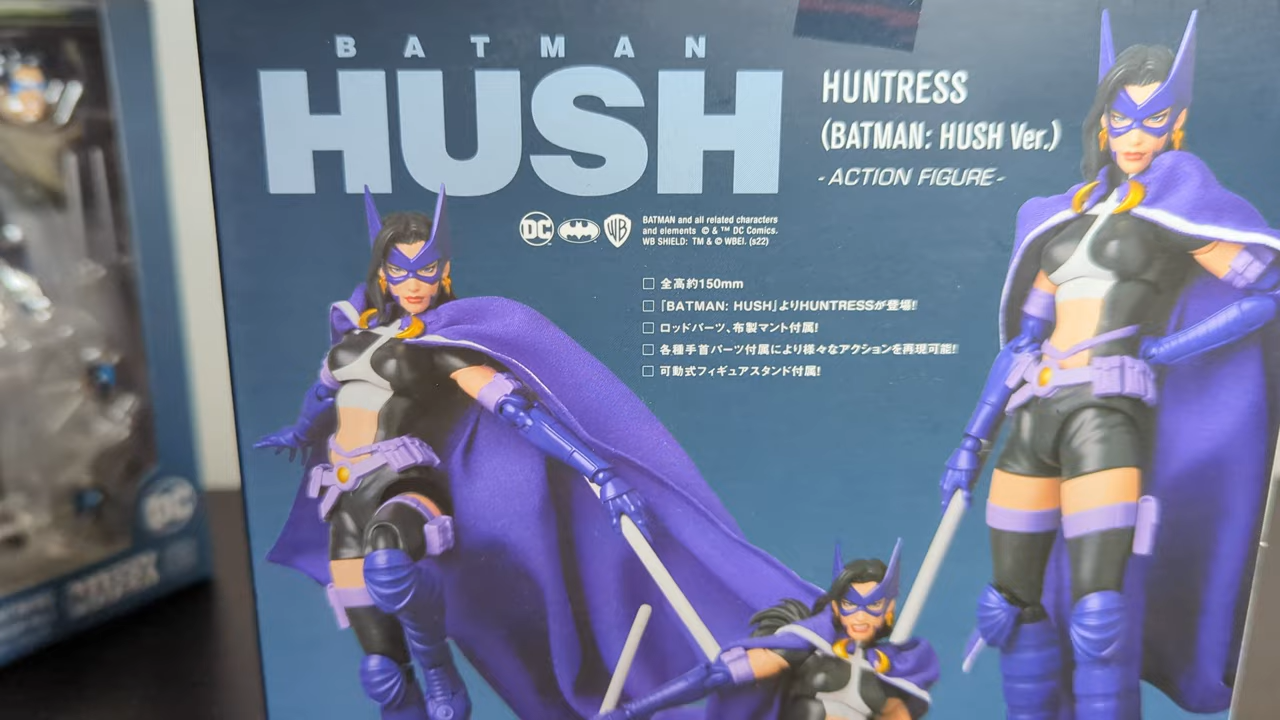 BATMAN
HUSH
HUNTRESS
(BATMAN: HUSH Ver.)
-ACTION FIGURE-
DC
WB
BATMAN and all related characters
and elements © & ™ DC Comics.
WB SHIELD: TM & © WBEI. (s22)
□ 全高約150mm
□ 「BATMAN: HUSH」よりHUNTRESSが登場!
□ ロッドパーツ、布製マント付属!
□ 各種手首パーツ付属により様々なアクションを再現可能!
□ 可動式フィギュアスタンド付属!
DC